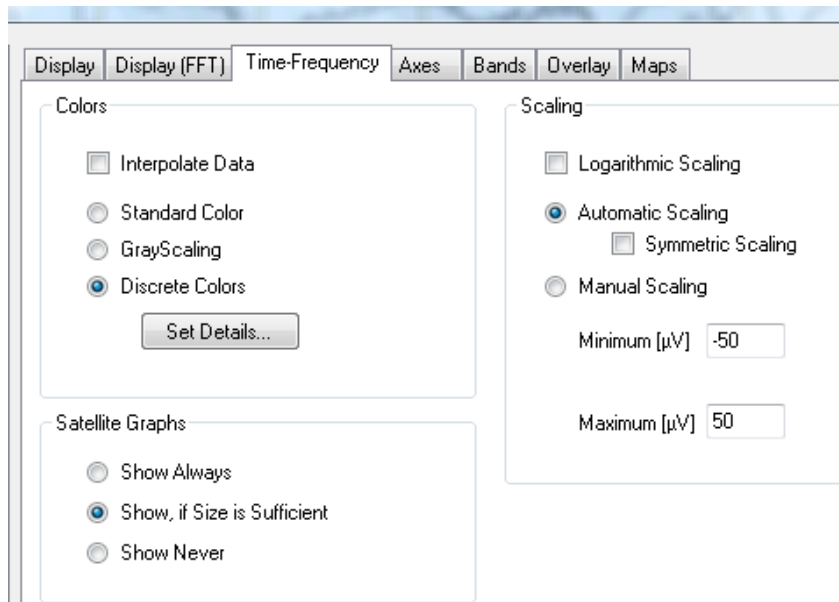 Display Display (FFT) Time-Frequency Axes Bands Overlay Maps
Colors
Interpolate Data
Standard Color
GrayScaling
Discrete Colors
Set Details...
Satellite Graphs
Show Always
Show, if Size is Sufficient
Show Never
Scaling
Logarithmic Scaling
Automatic Scaling
Symmetric Scaling
Manual Scaling
Minimum [µV] -50
Maximum [µV] 50